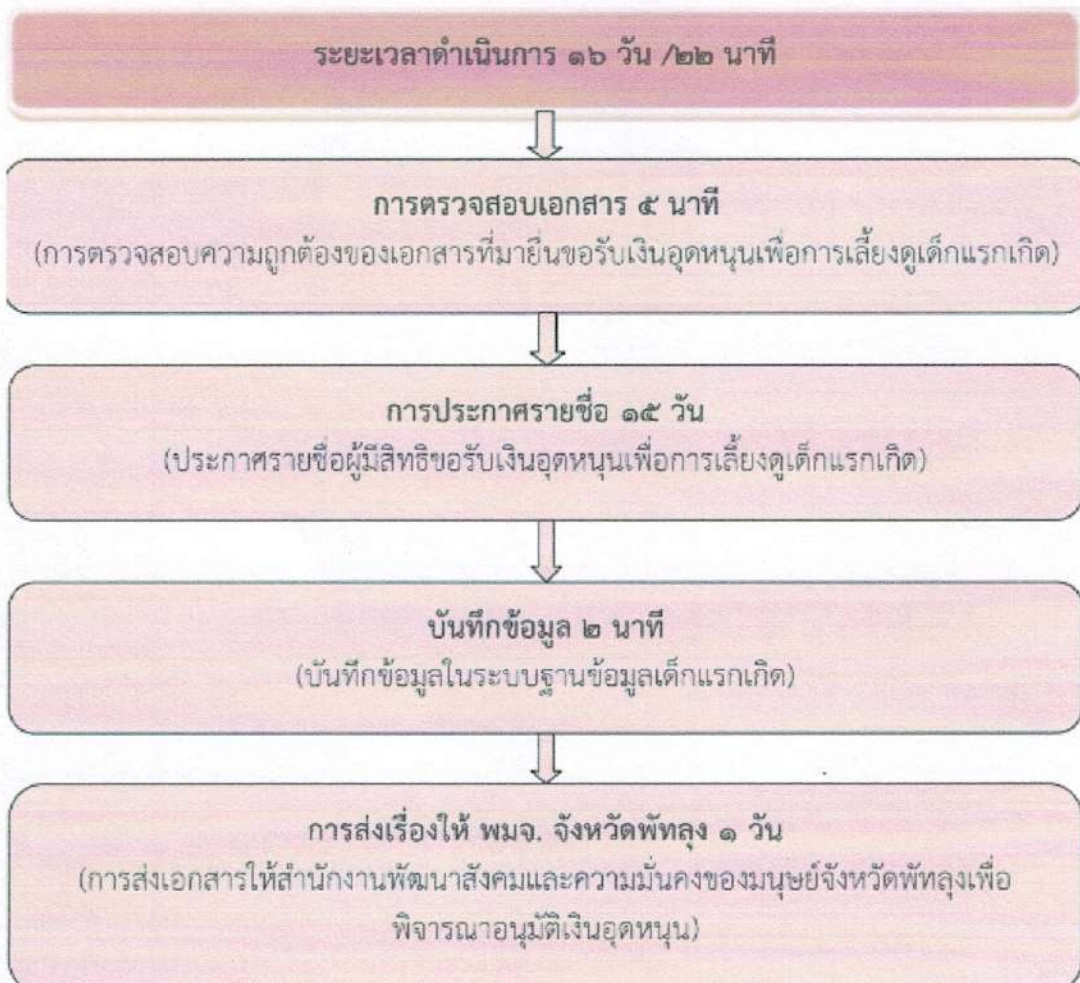 ระยะเวลาดำเนินการ ๑๖ วัน /๒๒ นาที
การตรวจสอบเอกสาร ๕ นาที
(การตรวจสอบความถูกต้องของเอกสารที่มายื่นขอรับเงินอุดหนุนเพื่อการเลี้ยงดูเด็กแรกเกิด)
การประกาศรายชื่อ ๑๕ วัน
(ประกาศรายชื่อผู้มีสิทธิขอรับเงินอุดหนุนเพื่อการเลี้ยงดูเด็กแรกเกิด)
บันทึกข้อมูล ๒ นาที
(บันทึกข้อมูลในระบบฐานข้อมูลเด็กแรกเกิด)
การส่งเรื่องให้ พมจ. จังหวัดพัทลุง ๑ วัน
(การส่งเอกสารให้สำนักงานพัฒนาสังคมและความมั่นคงของมนุษย์จังหวัดพัทลุงเพื่อ
พิจารณาอนุมัติเงินอุดหนุน)